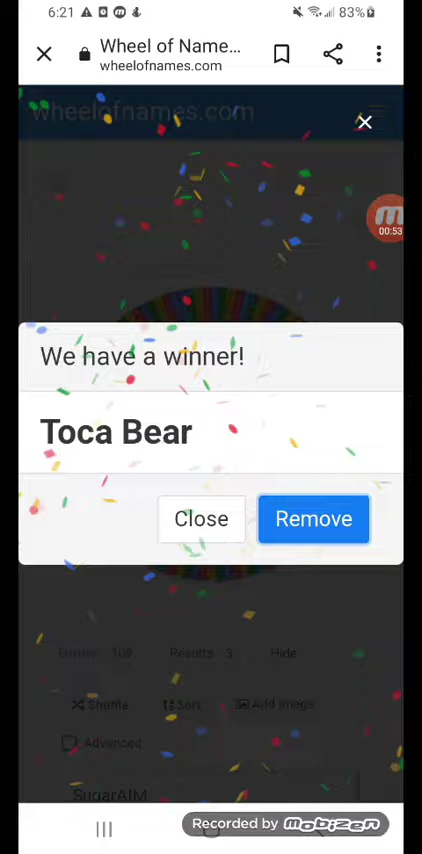 6:21 83%
Wheel of Name...
wheelofnames.com
wheelofnames.com
00:53
We have a winner!
Toca Bear
Close Remove
Entries 109 Results 3 Hide
Shuffle Sort Add image
Advanced
SugarAIM
Recorded by mobizen